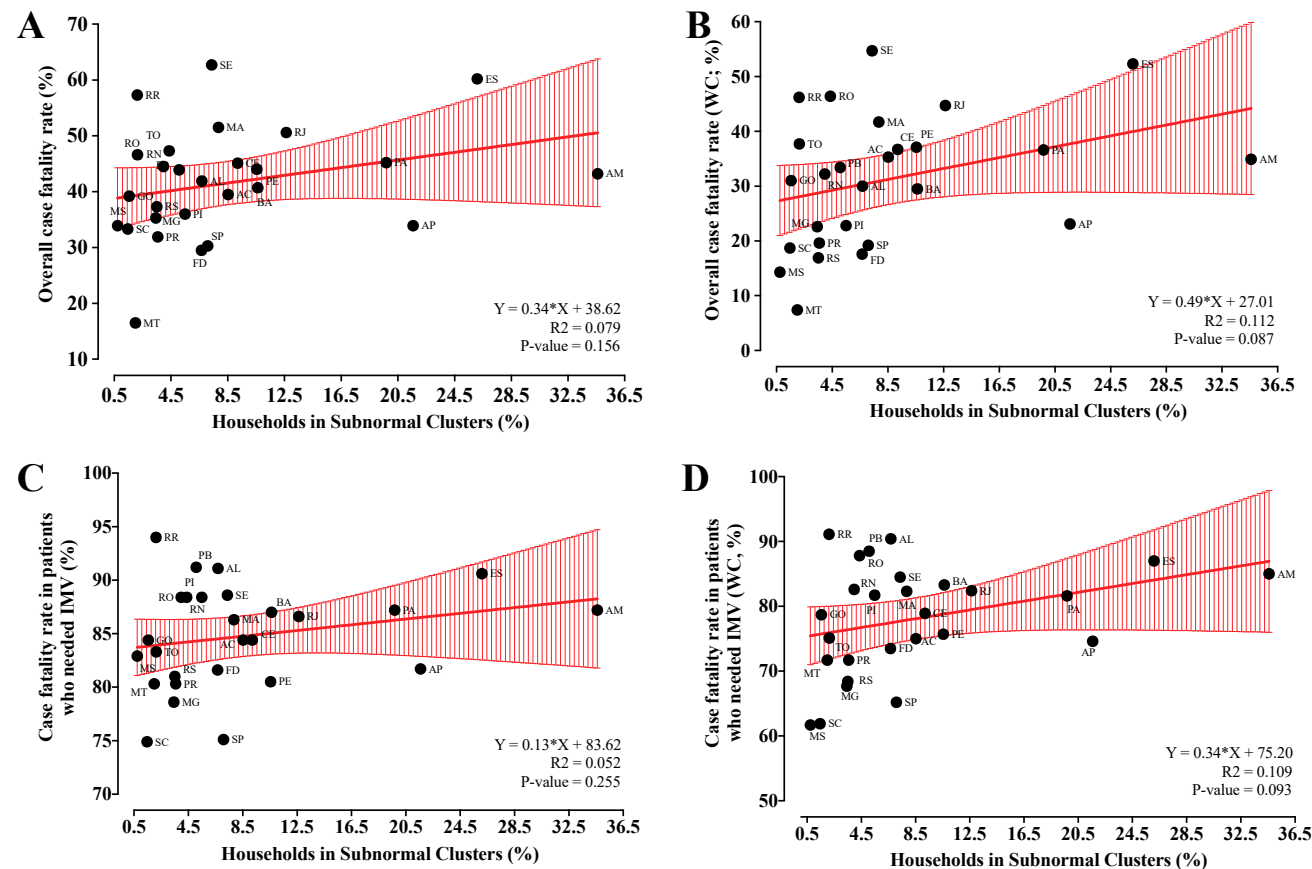 A
Overall case fatality rate (%)
70
60
50
40
30
20
10
SE
ES
RR
MA
RJ
TO
RO
RN
CE
PA
AM
AL
PE
AC
BA
GO
RS
MS
MG
PI
SC
PR
SP
FD
AP
MT
Y = 0.34*X + 38.62
R2 = 0.079
P-value = 0.156
0.5 4.5 8.5 12.5 16.5 20.5 24.5 28.5 32.5 36.5
Households in Subnormal Clusters (%)
B
Overall case fatality rate (WC; %)
60
50
40
30
20
10
0
SE
ES
RR
RO
RJ
MA
TO
CE
PE
AC
PA
AM
PB
GO
RN
AL
BA
MG
PI
AP
SC
PR
SP
RS
FD
MS
MT
Y = 0.49*X + 27.01
R2 = 0.112
P-value = 0.087
0.5 4.5 8.5 12.5 16.5 20.5 24.5 28.5 32.5 36.5
Households in Subnormal Clusters (%)
C
Case fatality rate in patients
who needed IMV (%)
100
95
90
85
80
75
70
RR
PB
AL
ES
PI
RO
RN
SE
BA
PA
AM
MA
RJ
GO
AC
CE
TO
MS
RS
FD
AP
MT
PR
PE
MG
SC
SP
Y = 0.13*X + 83.62
R2 = 0.052
P-value = 0.255
0.5 4.5 8.5 12.5 16.5 20.5 24.5 28.5 32.5 36.5
Households in Subnormal Clusters (%)
D
Case fatality rate in patients
who needed IMV (WC, %)
100
90
80
70
60
50
RR
PB
AL
RO
ES
SE
AM
RN
BA
PI
MA
RJ
PA
GO
CE
TO
AC
PE
AP
FD
MT
PR
RS
MG
SP
SC
MS
Y = 0.34*X + 75.20
R2 = 0.109
P-value = 0.093
0.5 4.5 8.5 12.5 16.5 20.5 24.5 28.5 32.5 36.5
Households in Subnormal Clusters (%)